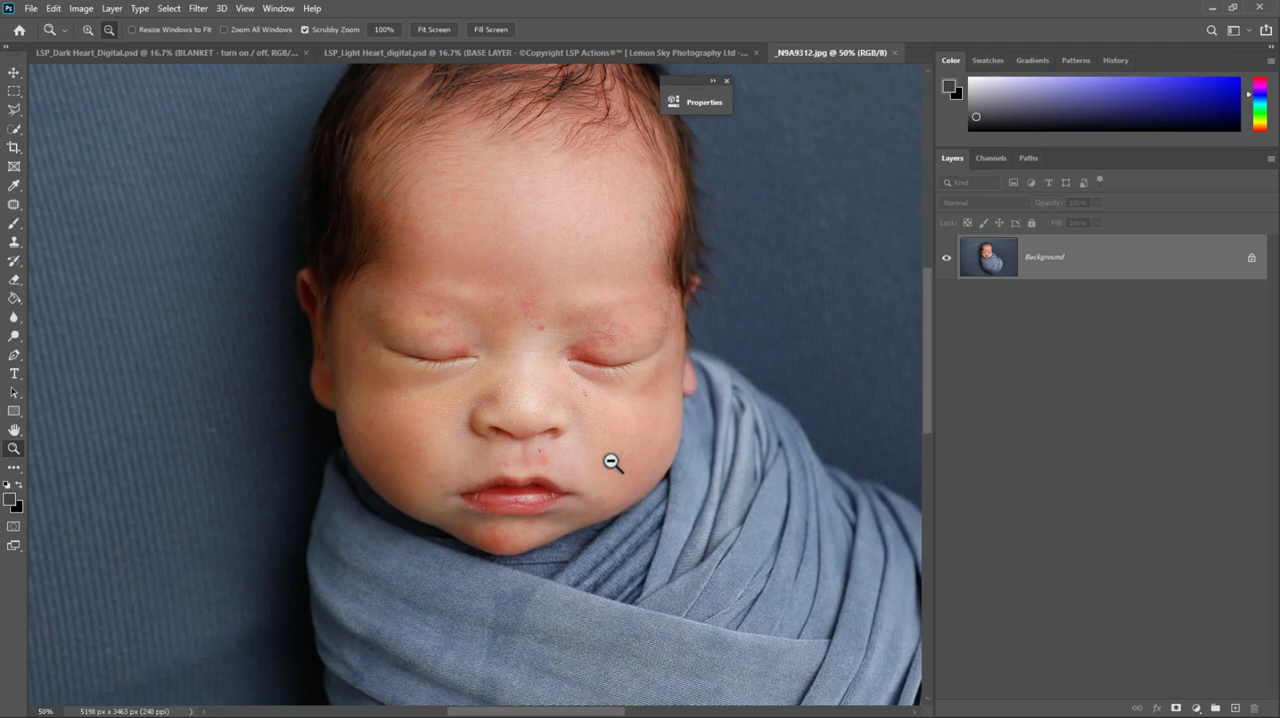 Ps File Edit Image Layer Type Select Filter 3D View Window Help
Resize Windows to Fit Zoom All Windows Scrubby Zoom 100% Fit Screen Fill Screen
LSP_Dark Heart_Digital.psd @ 16.7% (BLANKET - turn on / off, RGB/... × LSP_Light Heart_digital.psd @ 16.7% (BASE LAYER - ©Copyright LSP Actions®™ | Lemon Sky Photography Ltd -... × _N9A9312.jpg @ 50% (RGB/8) ×
Color Swatches Gradients Patterns History
Properties
Layers Channels Paths
Kind
Normal Opacity: 100%
Lock: Fill: 100%
Background
50% 5198 px x 3463 px (240 ppi)